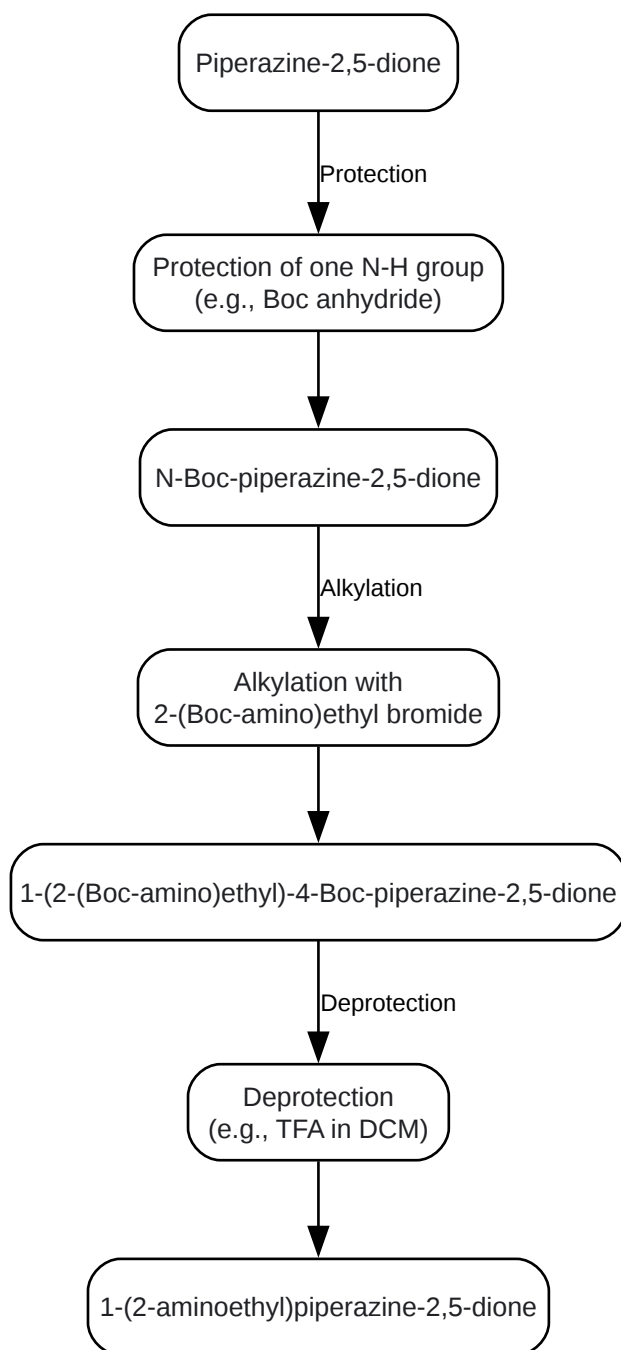 Piperazine-2,5-dione
Protection
Protection of one N-H group
(e.g., Boc anhydride)
N-Boc-piperazine-2,5-dione
Alkylation
Alkylation with
2-(Boc-amino)ethyl bromide
1-(2-(Boc-amino)ethyl)-4-Boc-piperazine-2,5-dione
Deprotection
Deprotection
(e.g., TFA in DCM)
1-(2-aminoethyl)piperazine-2,5-dione